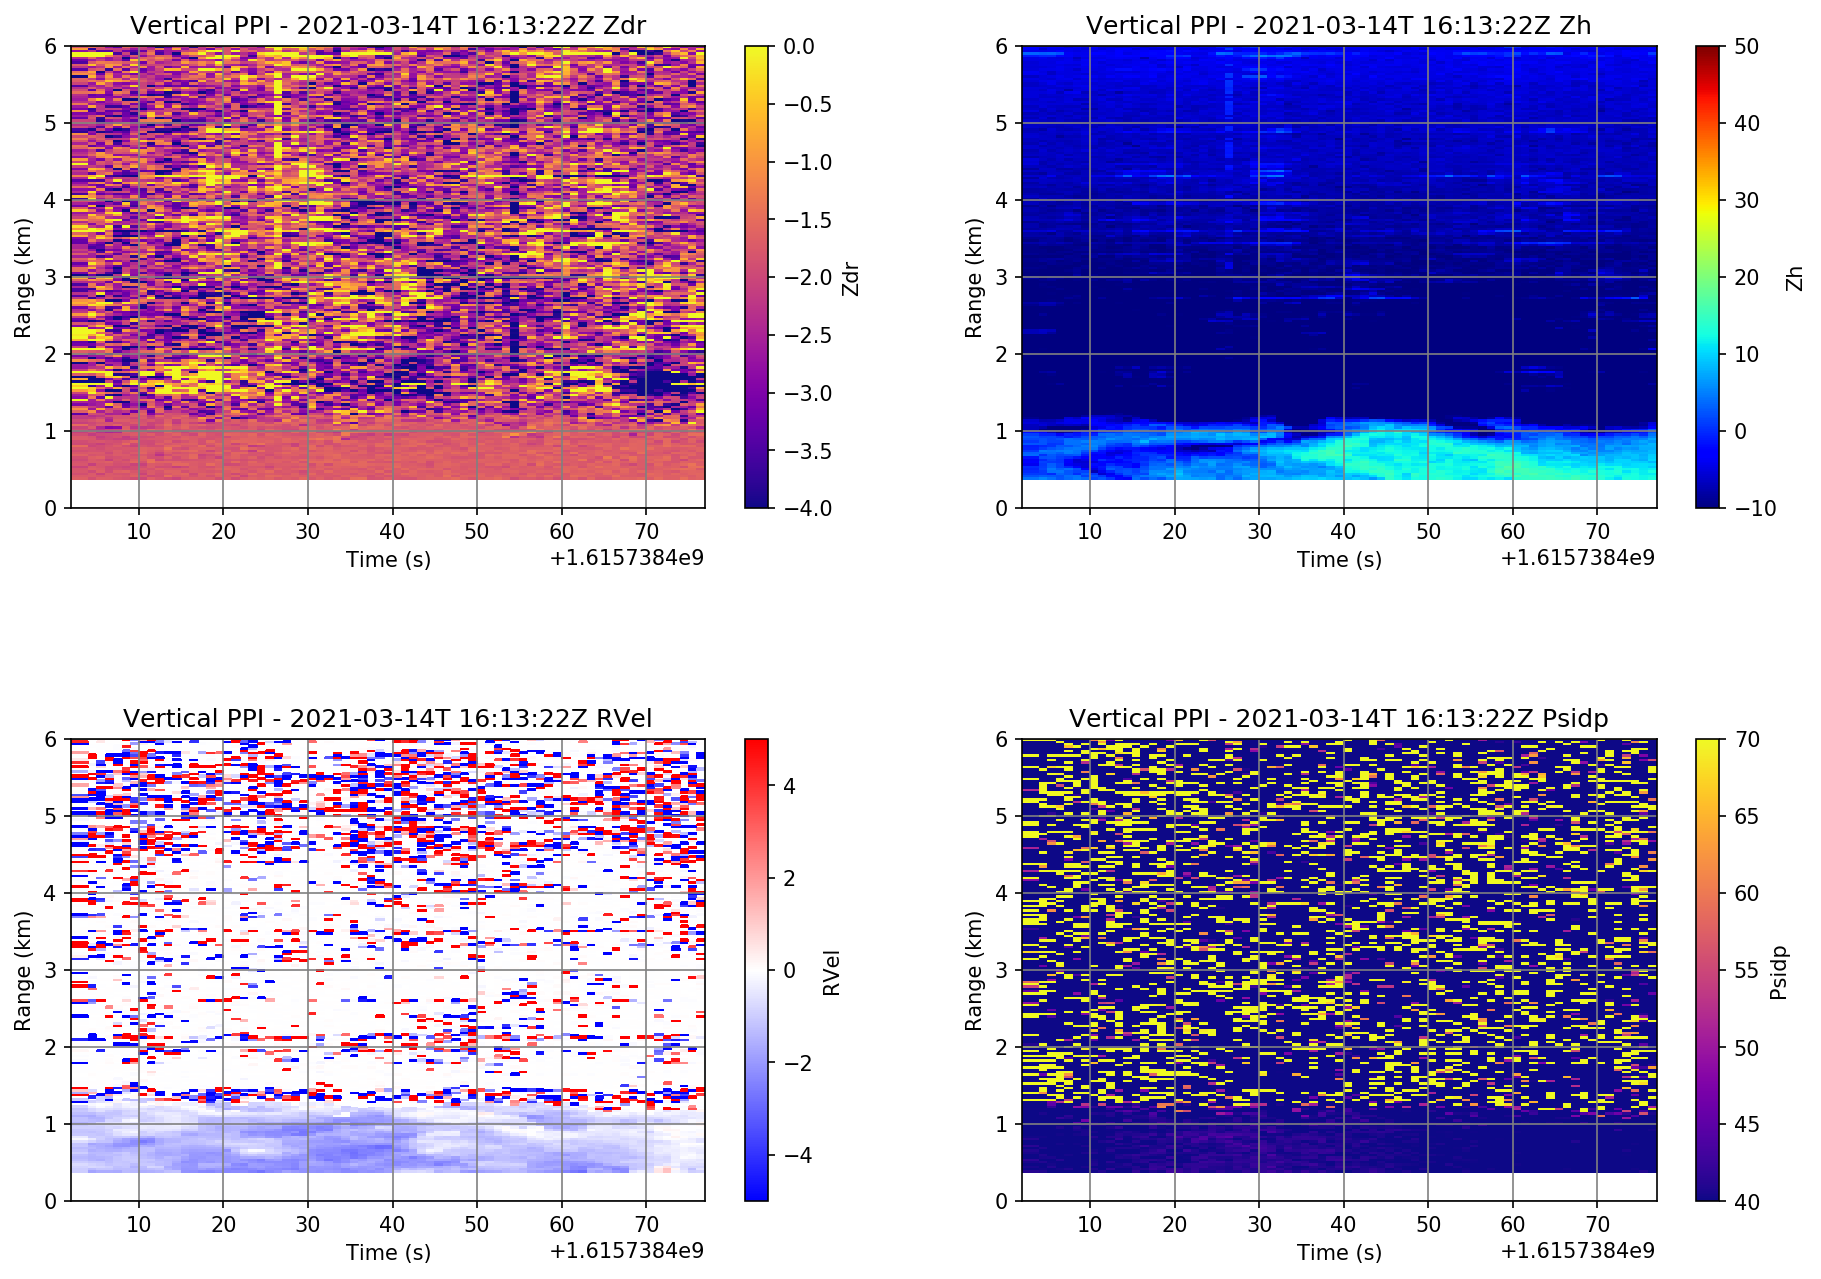 Vertical PPI - 2021-03-14T 16:13:22Z Zdr
6
5
4
3
2
1
0
Range (km)
10 20 30 40 50 60 70
Time (s)
+1.6157384e9
0.0
−0.5
−1.0
−1.5
−2.0
−2.5
−3.0
−3.5
−4.0
Zdr
Vertical PPI - 2021-03-14T 16:13:22Z Zh
6
5
4
3
2
1
0
Range (km)
10 20 30 40 50 60 70
Time (s)
+1.6157384e9
50
40
30
20
10
0
−10
Zh
Vertical PPI - 2021-03-14T 16:13:22Z RVel
6
5
4
3
2
1
0
Range (km)
10 20 30 40 50 60 70
Time (s)
+1.6157384e9
4
2
0
−2
−4
RVel
Vertical PPI - 2021-03-14T 16:13:22Z Psidp
6
5
4
3
2
1
0
Range (km)
10 20 30 40 50 60 70
Time (s)
+1.6157384e9
70
65
60
55
50
45
40
Psidp